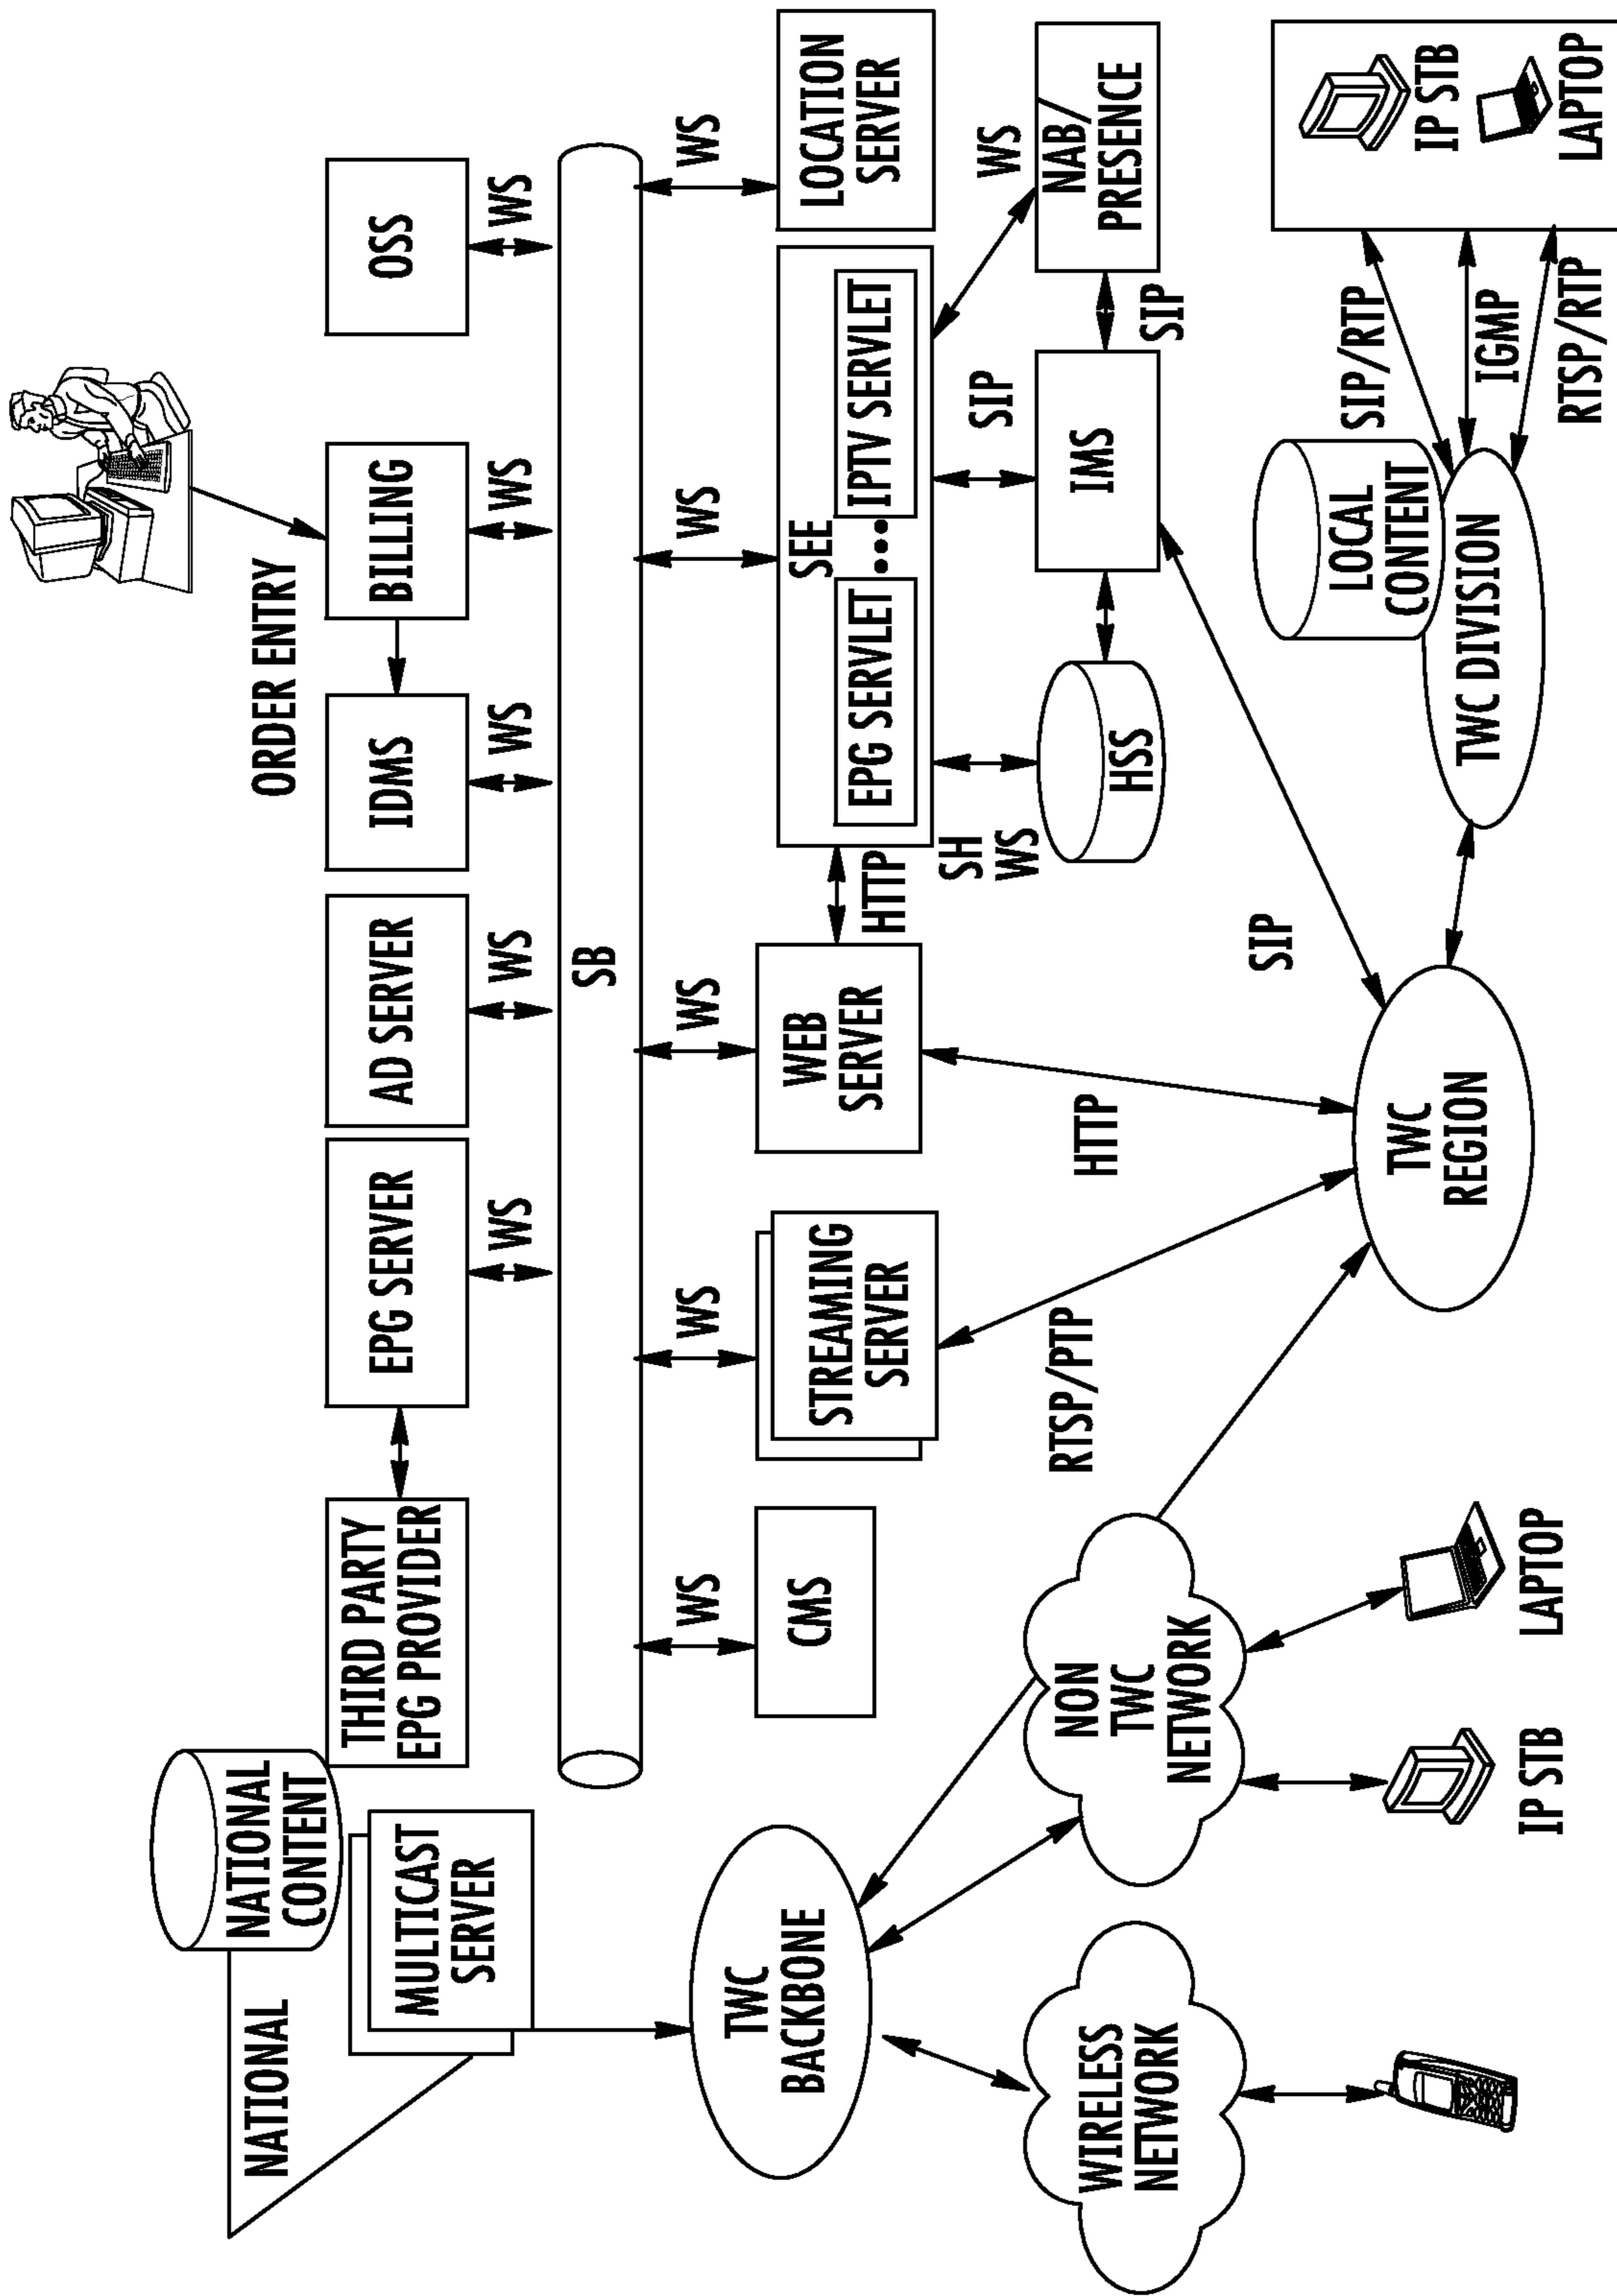 ORDER ENTRY
NATIONAL
NATIONAL
CONTENT
MULTICAST
SERVER
THIRD PARTY
EPG PROVIDER
EPG SERVER
AD SERVER
IDMS
BILLING
OSS
WS
WS
WS
WS
WS
SB
WS
WS
WS
WS
WS
CMS
STREAMING
SERVER
WEB
SERVER
HTTP
SEE
EPG SERVLET
IPTV SERVLET
LOCATION
SERVER
TWC
BACKBONE
SH
WS
SIP
WS
HSS
IMS
SIP
NAB/
PRESENCE
RTSP/PTP
HTTP
SIP
WIRELESS
NETWORK
NON
TWC
NETWORK
TWC
REGION
LOCAL
CONTENT
TWC DIVISION
SIP/RTP
IGMP
RTSP/RTP
IP STB
LAPTOP
IP STB
LAPTOP